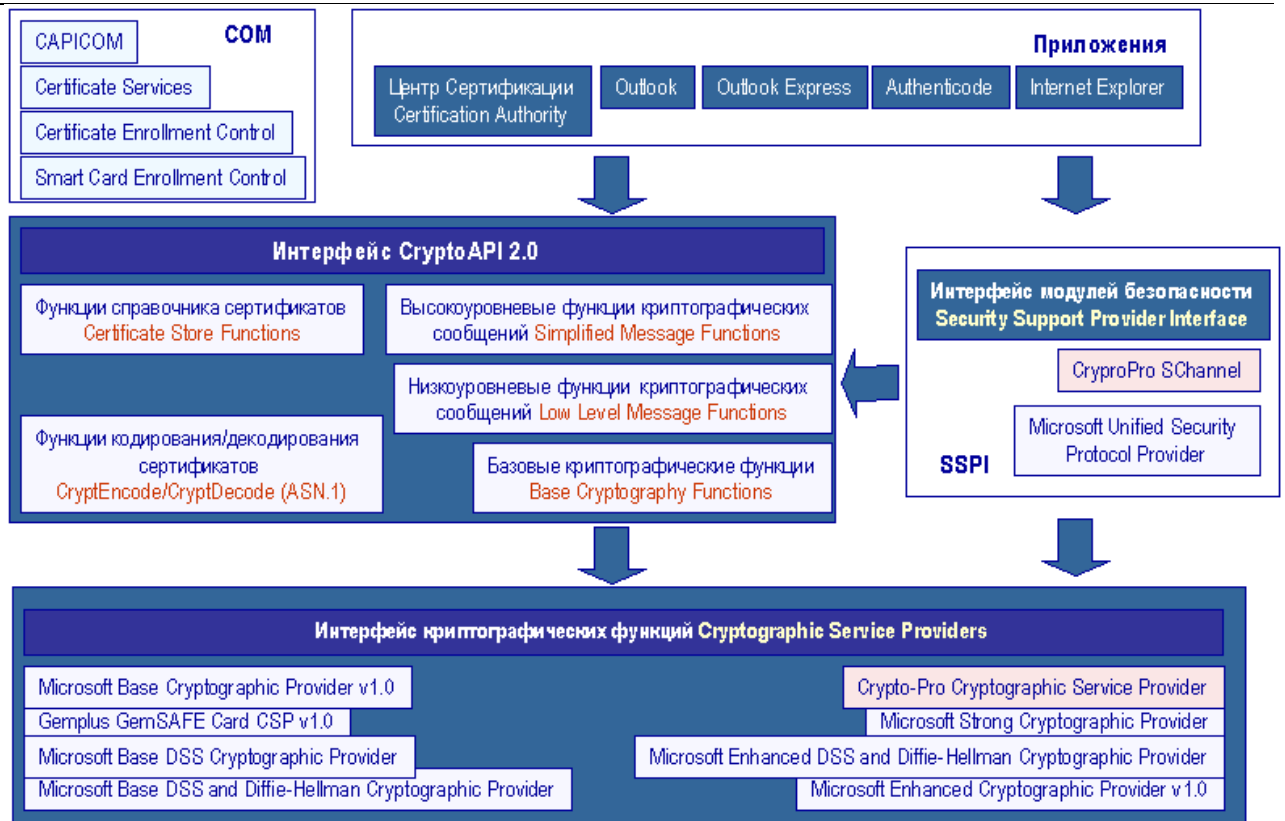 COM
CAPICOM
Certificate Services
Certificate Enrollment Control
Smart Card Enrollment Control
Приложения
Центр Сертификации
Certification Authority
Outlook
Outlook Express
Authenticode
Internet Explorer
Интерфейс CryptoAPI 2.0
Функции справочника сертификатов
Certificate Store Functions
Высокоуровневые функции криптографических
сообщений Simplified Message Functions
Низкоуровневые функции криптографических
сообщений Low Level Message Functions
Функции кодирования/декодирования
сертификатов
CryptEncode/CryptDecode (ASN.1)
Базовые криптографические функции
Base Cryptography Functions
Интерфейс модулей безопасности
Security Support Provider Interface
CryproPro SChannel
Microsoft Unified Security
Protocol Provider
SSPI
Интерфейс криптографических функций Cryptographic Service Providers
Microsoft Base Cryptographic Provider v1.0
Gemplus GemSAFE Card CSP v1.0
Microsoft Base DSS Cryptographic Provider
Microsoft Base DSS and Diffie-Hellman Cryptographic Provider
Crypto-Pro Cryptographic Service Provider
Microsoft Strong Cryptographic Provider
Microsoft Enhanced DSS and Diffie-Hellman Cryptographic Provider
Microsoft Enhanced Cryptographic Provider v1.0